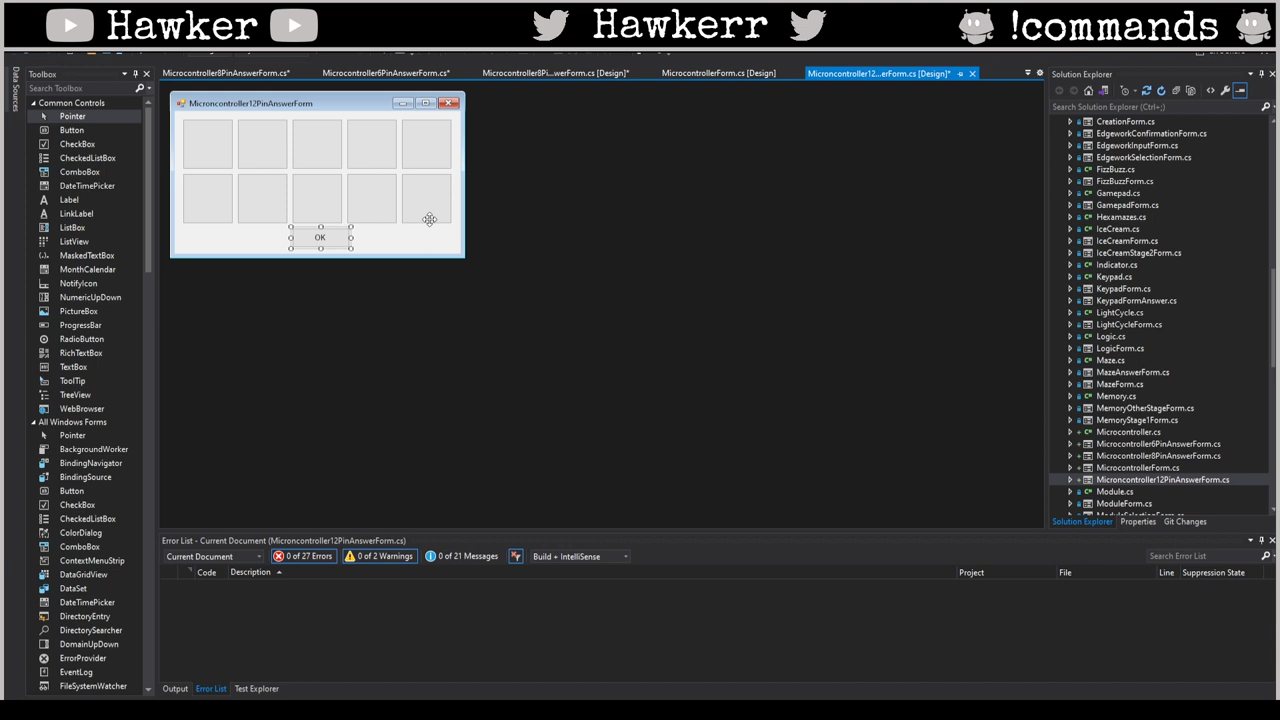 Hawker
Hawkerr
!commands
Data Sources
Toolbox
Search Toolbox
Common Controls
Pointer
Button
CheckBox
CheckedListBox
ComboBox
DateTimePicker
Label
LinkLabel
ListBox
ListView
MaskedTextBox
MonthCalendar
NotifyIcon
NumericUpDown
PictureBox
ProgressBar
RadioButton
RichTextBox
TextBox
ToolTip
TreeView
WebBrowser
All Windows Forms
Pointer
BackgroundWorker
BindingNavigator
BindingSource
Button
CheckBox
CheckedListBox
ColorDialog
ComboBox
ContextMenuStrip
DataGridView
DataSet
DateTimePicker
DirectoryEntry
DirectorySearcher
DomainUpDown
ErrorProvider
EventLog
FileSystemWatcher
Microcontroller8PinAnswerForm.cs*
Microcontroller6PinAnswerForm.cs*
Microcontroller8Pi...werForm.cs [Design]*
MicrocontrollerForm.cs [Design]
Microncontroller12...erForm.cs [Design]*
Microncontroller12PinAnswerForm
OK
Solution Explorer
Search Solution Explorer (Ctrl+;)
CreationForm.cs
EdgeworkConfirmationForm.cs
EdgeworkInputForm.cs
EdgeworkSelectionForm.cs
FizzBuzz.cs
FizzBuzzForm.cs
Gamepad.cs
GamepadForm.cs
Hexamazes.cs
IceCream.cs
IceCreamForm.cs
IceCreamStage2Form.cs
Indicator.cs
Keypad.cs
KeypadForm.cs
KeypadFormAnswer.cs
LightCycle.cs
LightCycleForm.cs
Logic.cs
LogicForm.cs
Maze.cs
MazeAnswerForm.cs
MazeForm.cs
Memory.cs
MemoryOtherStageForm.cs
MemoryStage1Form.cs
Microcontroller.cs
Microcontroller6PinAnswerForm.cs
Microcontroller8PinAnswerForm.cs
MicrocontrollerForm.cs
Microncontroller12PinAnswerForm.cs
Module.cs
ModuleForm.cs
ModuleSelectionForm.cs
Solution Explorer
Properties
Git Changes
Error List - Current Document (Microncontroller12PinAnswerForm.cs)
Current Document
0 of 27 Errors
0 of 2 Warnings
0 of 21 Messages
Build + IntelliSense
Search Error List
Code
Description
Project
File
Line
Suppression State
Output
Error List
Test Explorer